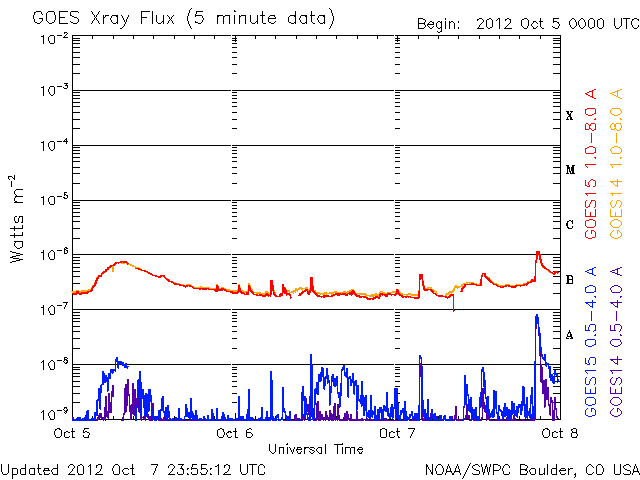 GOES Xray Flux (5 minute data)
Begin: 2012 Oct 5 0000 UTC
10^-2
10^-3
10^-4
10^-5
10^-6
10^-7
10^-8
10^-9
Watts m^-2
X
M
C
B
A
GOES15 1.0-8.0 A
GOES14 1.0-8.0 A
GOES15 0.5-4.0 A
GOES14 0.5-4.0 A
Oct 5
Oct 6
Oct 7
Oct 8
Universal Time
Updated 2012 Oct 7 23:55:12 UTC
NOAA/SWPC Boulder, CO USA